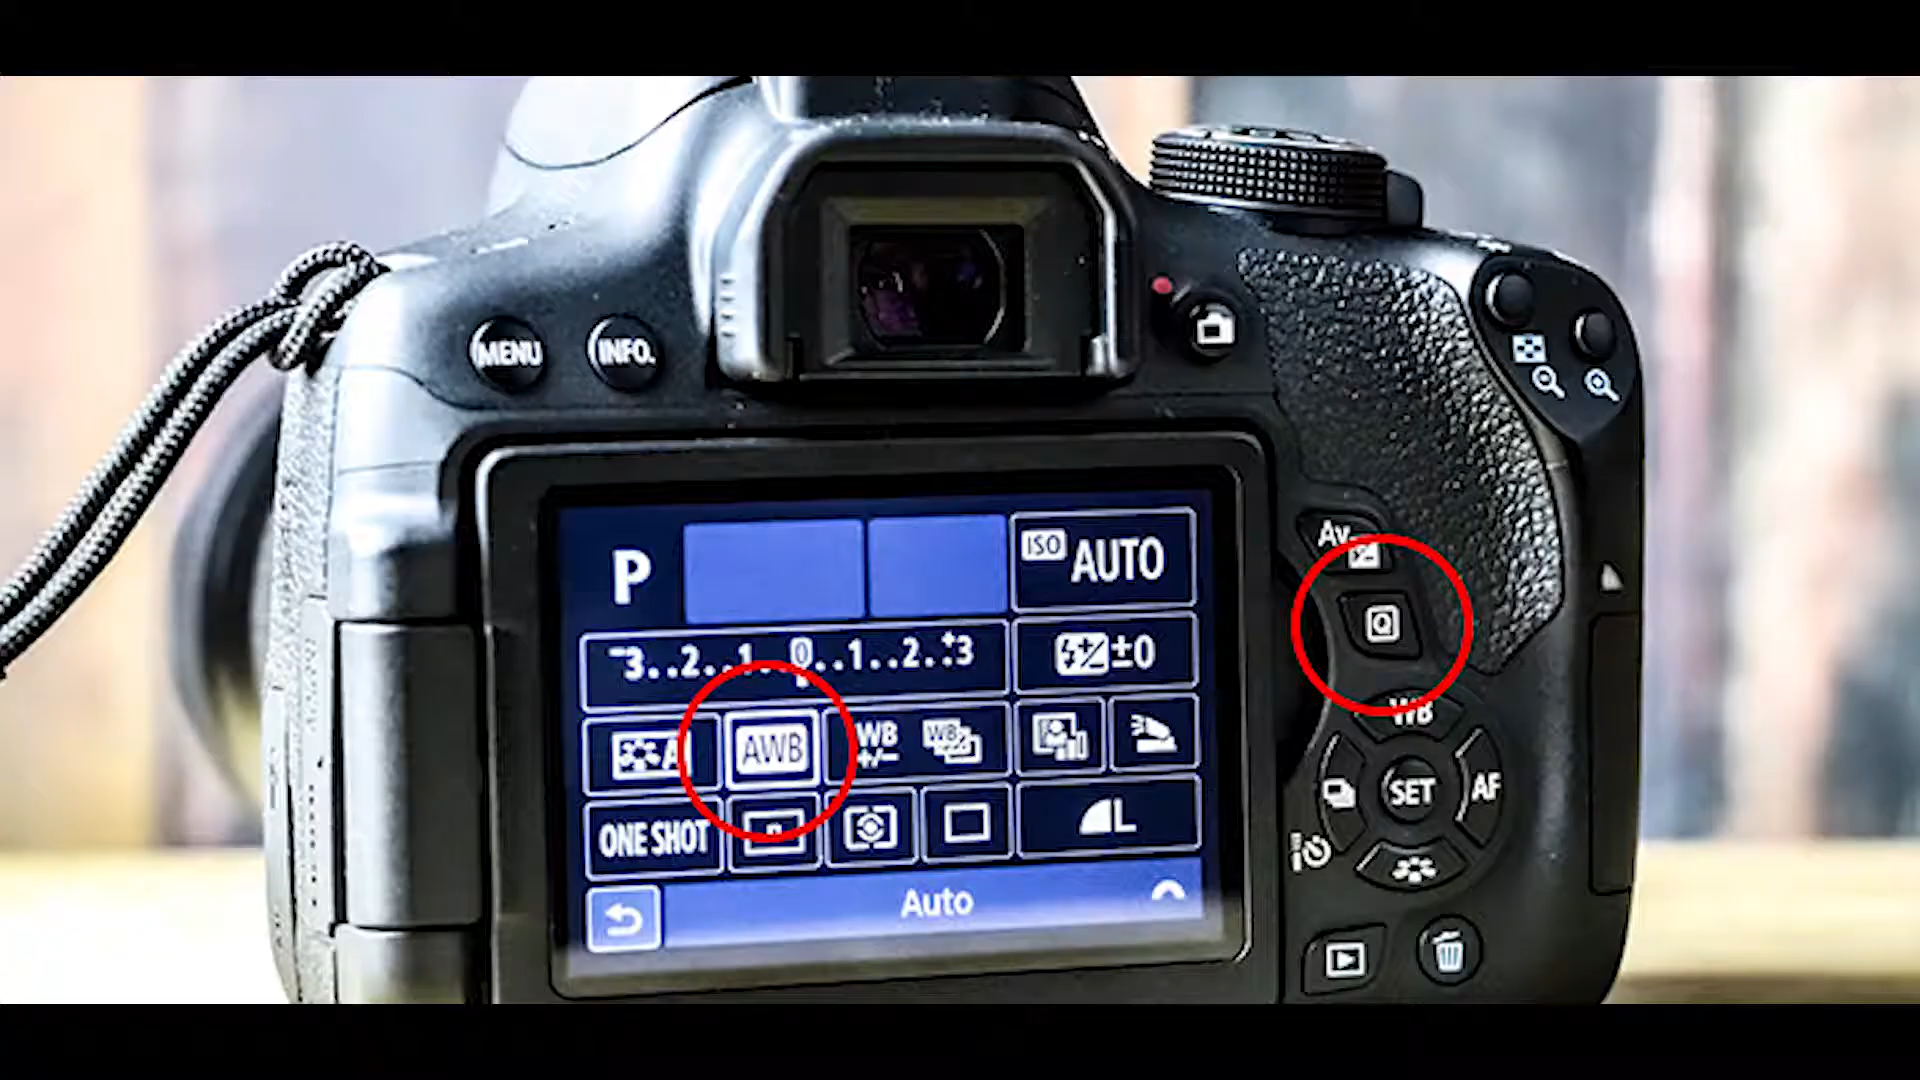 MENU INFO.
Av
P ISO AUTO
-3..2..1..0..1..2..+3 ±0
Q
WB
A AWB WB +/- WB
SET AF
ONE SHOT L
Auto